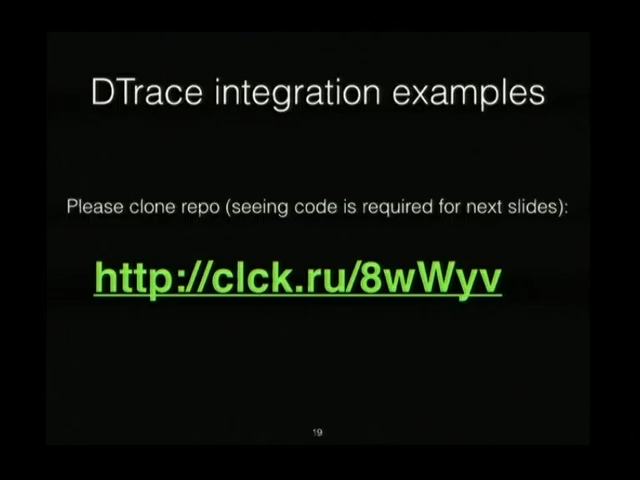 DTrace integration examples
Please clone repo (seeing code is required for next slides):
http://clck.ru/8wWyv
19